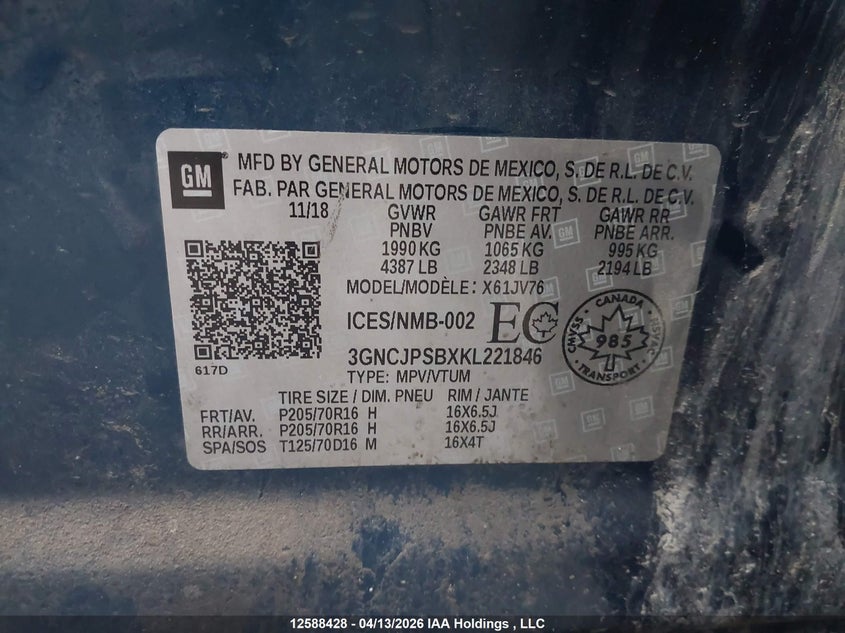 GM
MFD BY GENERAL MOTORS DE MEXICO, S. DE R.L. DE C.V.
FAB. PAR GENERAL MOTORS DE MEXICO, S. DE R.L. DE C.V.
11/18 GVWR GAWR FRT GAWR RR
PNBV PNBE AV. PNBE ARR.
1990 KG 1065 KG 995 KG
4387 LB 2348 LB 2194 LB
MODEL/MODÈLE: X61JV76
ICES/NMB-002 EC
CANADA
CMVSS 985 NSVAC
TRANSPORT
3GNCJPSBXKL221846
617D
TYPE: MPV/VTUM
TIRE SIZE / DIM. PNEU RIM / JANTE
FRT/AV. P205/70R16 H 16X6.5J
RR/ARR. P205/70R16 H 16X6.5J
SPA/SOS T125/70D16 M 16X4T
12588428 - 04/13/2026 IAA Holdings , LLC